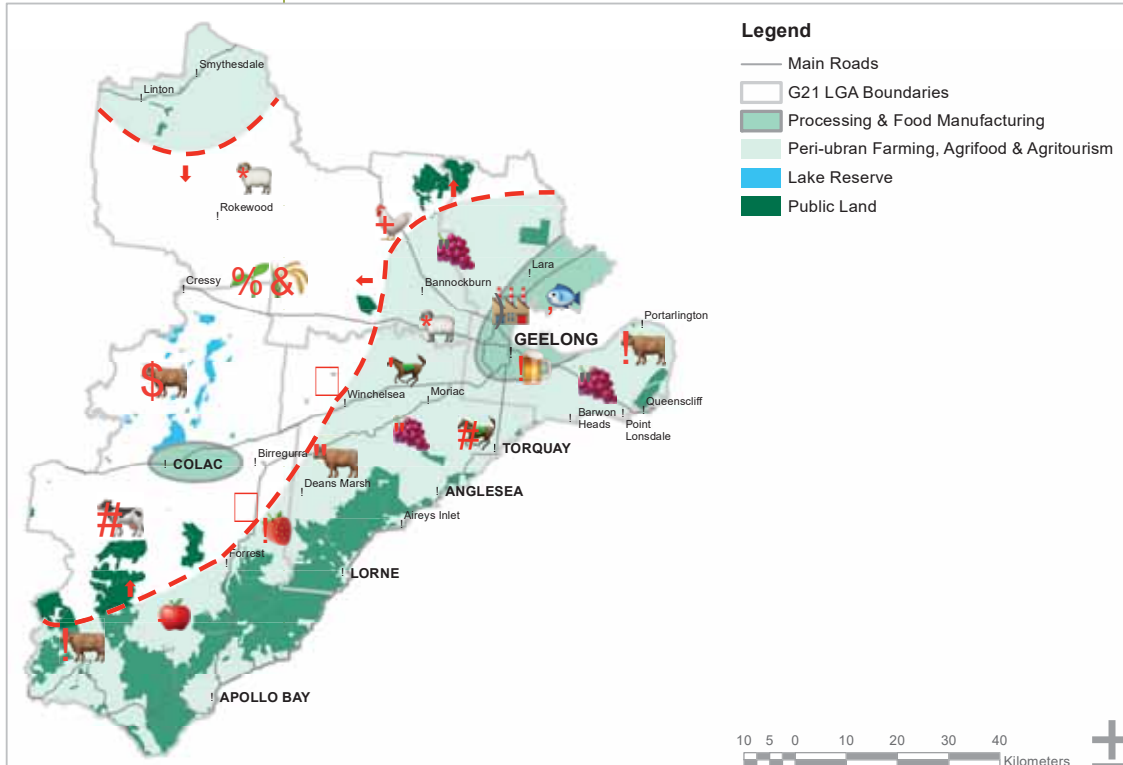 Legend
Main Roads
G21 LGA Boundaries
Processing & Food Manufacturing
Peri-ubran Farming, Agrifood & Agritourism
Lake Reserve
Public Land
Smythesdale
Linton
Rokewood
Cressy
% &
Bannockburn
Lara
GEELONG
Portarlington
$
Winchelsea
Moriac
Queenscliff
Barwon
Heads
Point
Lonsdale
#
TORQUAY
COLAC
Birregurra
Deans Marsh
ANGLESEA
Aireys Inlet
#
Forrest
LORNE
APOLLO BAY
10 5 0 10 20 30 40
Kilometers